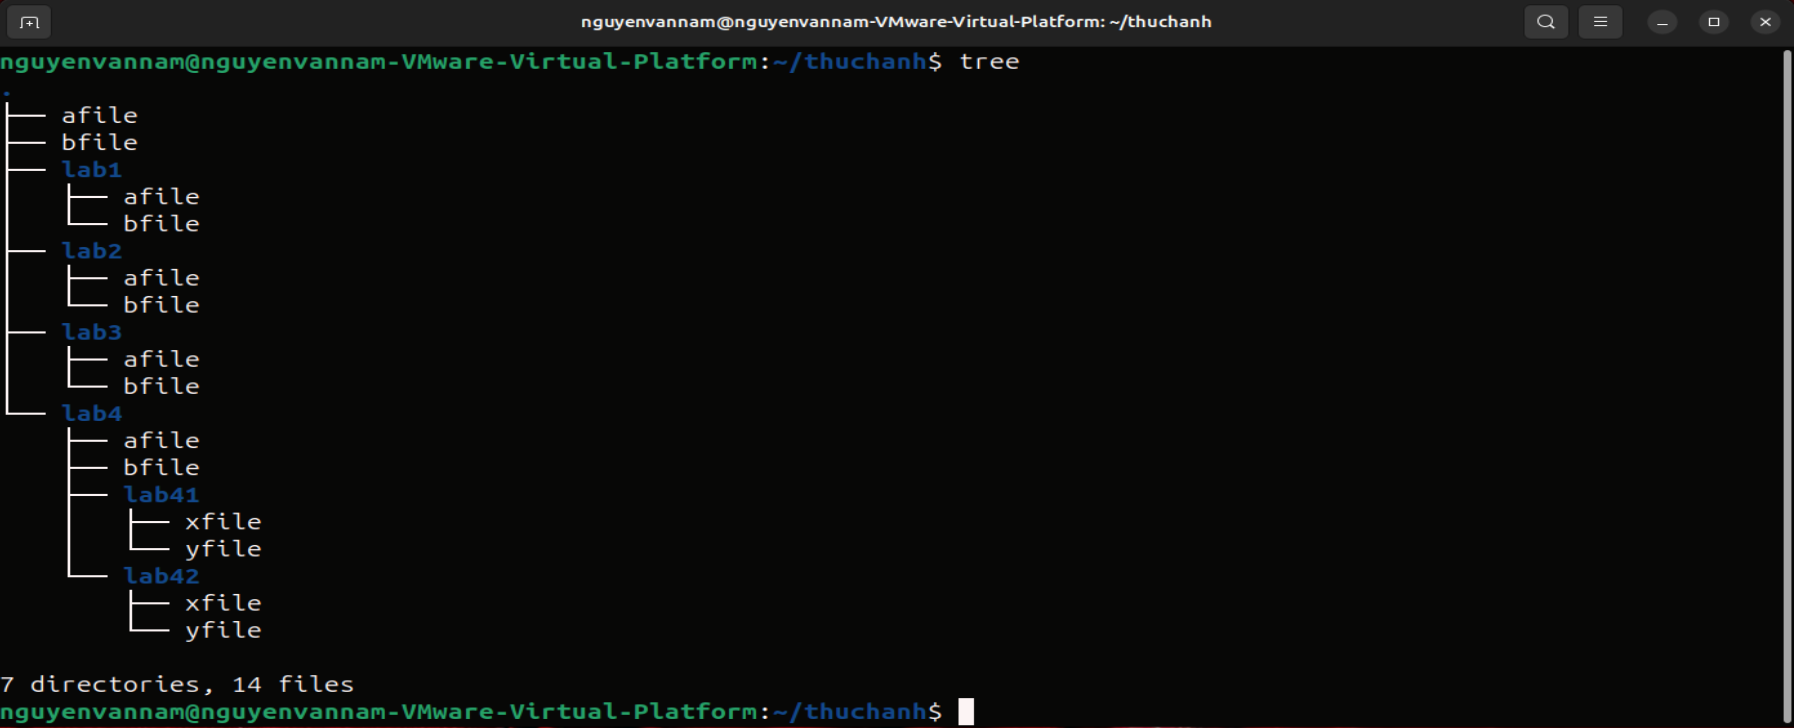 nguyenvannam@nguyenvannam-VMware-Virtual-Platform: ~/thuchanh
nguyenvannam@nguyenvannam-VMware-Virtual-Platform:~/thuchanh$ tree
.
├── afile
├── bfile
├── lab1
│   ├── afile
│   └── bfile
├── lab2
│   ├── afile
│   └── bfile
├── lab3
│   ├── afile
│   └── bfile
└── lab4
    ├── afile
    ├── bfile
    ├── lab41
    │   ├── xfile
    │   └── yfile
    └── lab42
        ├── xfile
        └── yfile
7 directories, 14 files
nguyenvannam@nguyenvannam-VMware-Virtual-Platform:~/thuchanh$